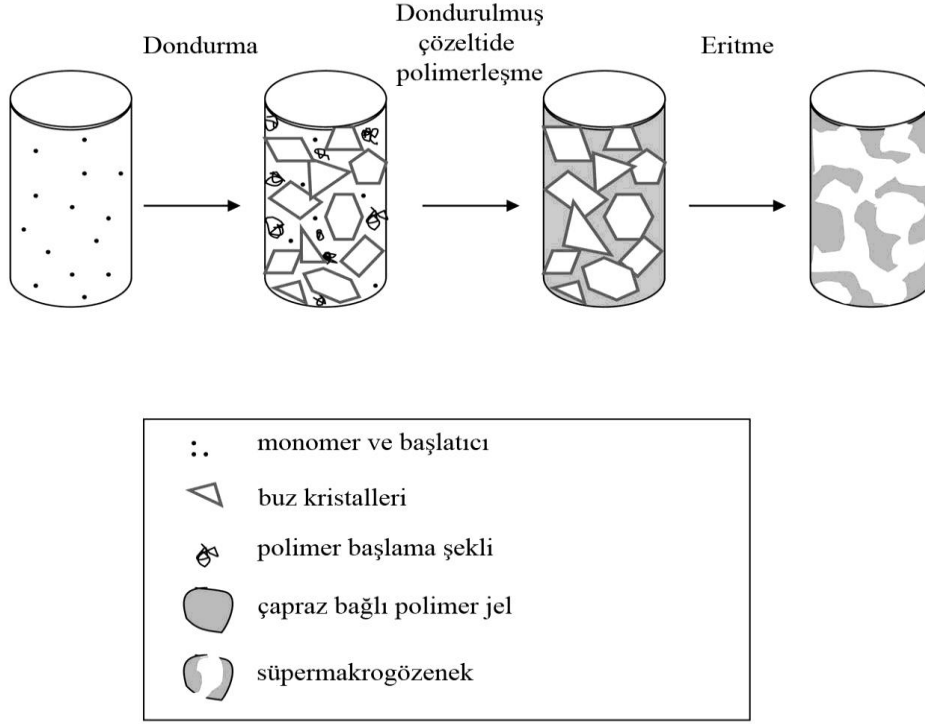 Dondurma
Dondurulmuş
çözeltide
polimerleşme
Eritme
monomer ve başlatıcı
buz kristalleri
polimer başlama şekli
çapraz bağlı polimer jel
süpermakrogözenek